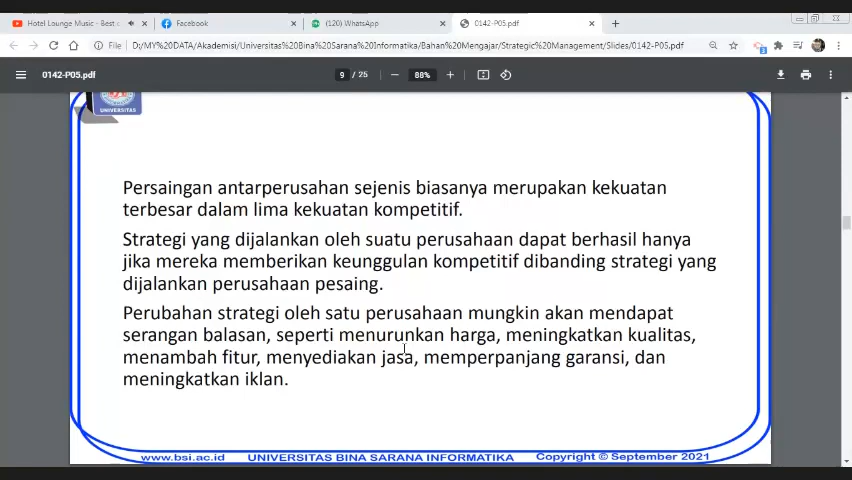 Hotel Lounge Music - Best
Facebook
(120) WhatsApp
0142-P05.pdf
File
D:/MY%20DATA/Akademisi/Universitas%20Bina%20Sarana%20Informatika/Bahan%20Mengajar/Strategic%20Management/Slides/0142-P05.pdf
0142-P05.pdf
9 / 25
88%
UNIVERSITAS
Persaingan antarperusahan sejenis biasanya merupakan kekuatan
terbesar dalam lima kekuatan kompetitif.
Strategi yang dijalankan oleh suatu perusahaan dapat berhasil hanya
jika mereka memberikan keunggulan kompetitif dibanding strategi yang
dijalankan perusahaan pesaing.
Perubahan strategi oleh satu perusahaan mungkin akan mendapat
serangan balasan, seperti menurunkan harga, meningkatkan kualitas,
menambah fitur, menyediakan jasa, memperpanjang garansi, dan
meningkatkan iklan.
www.bsi.ac.id UNIVERSITAS BINA SARANA INFORMATIKA Copyright © September 2021